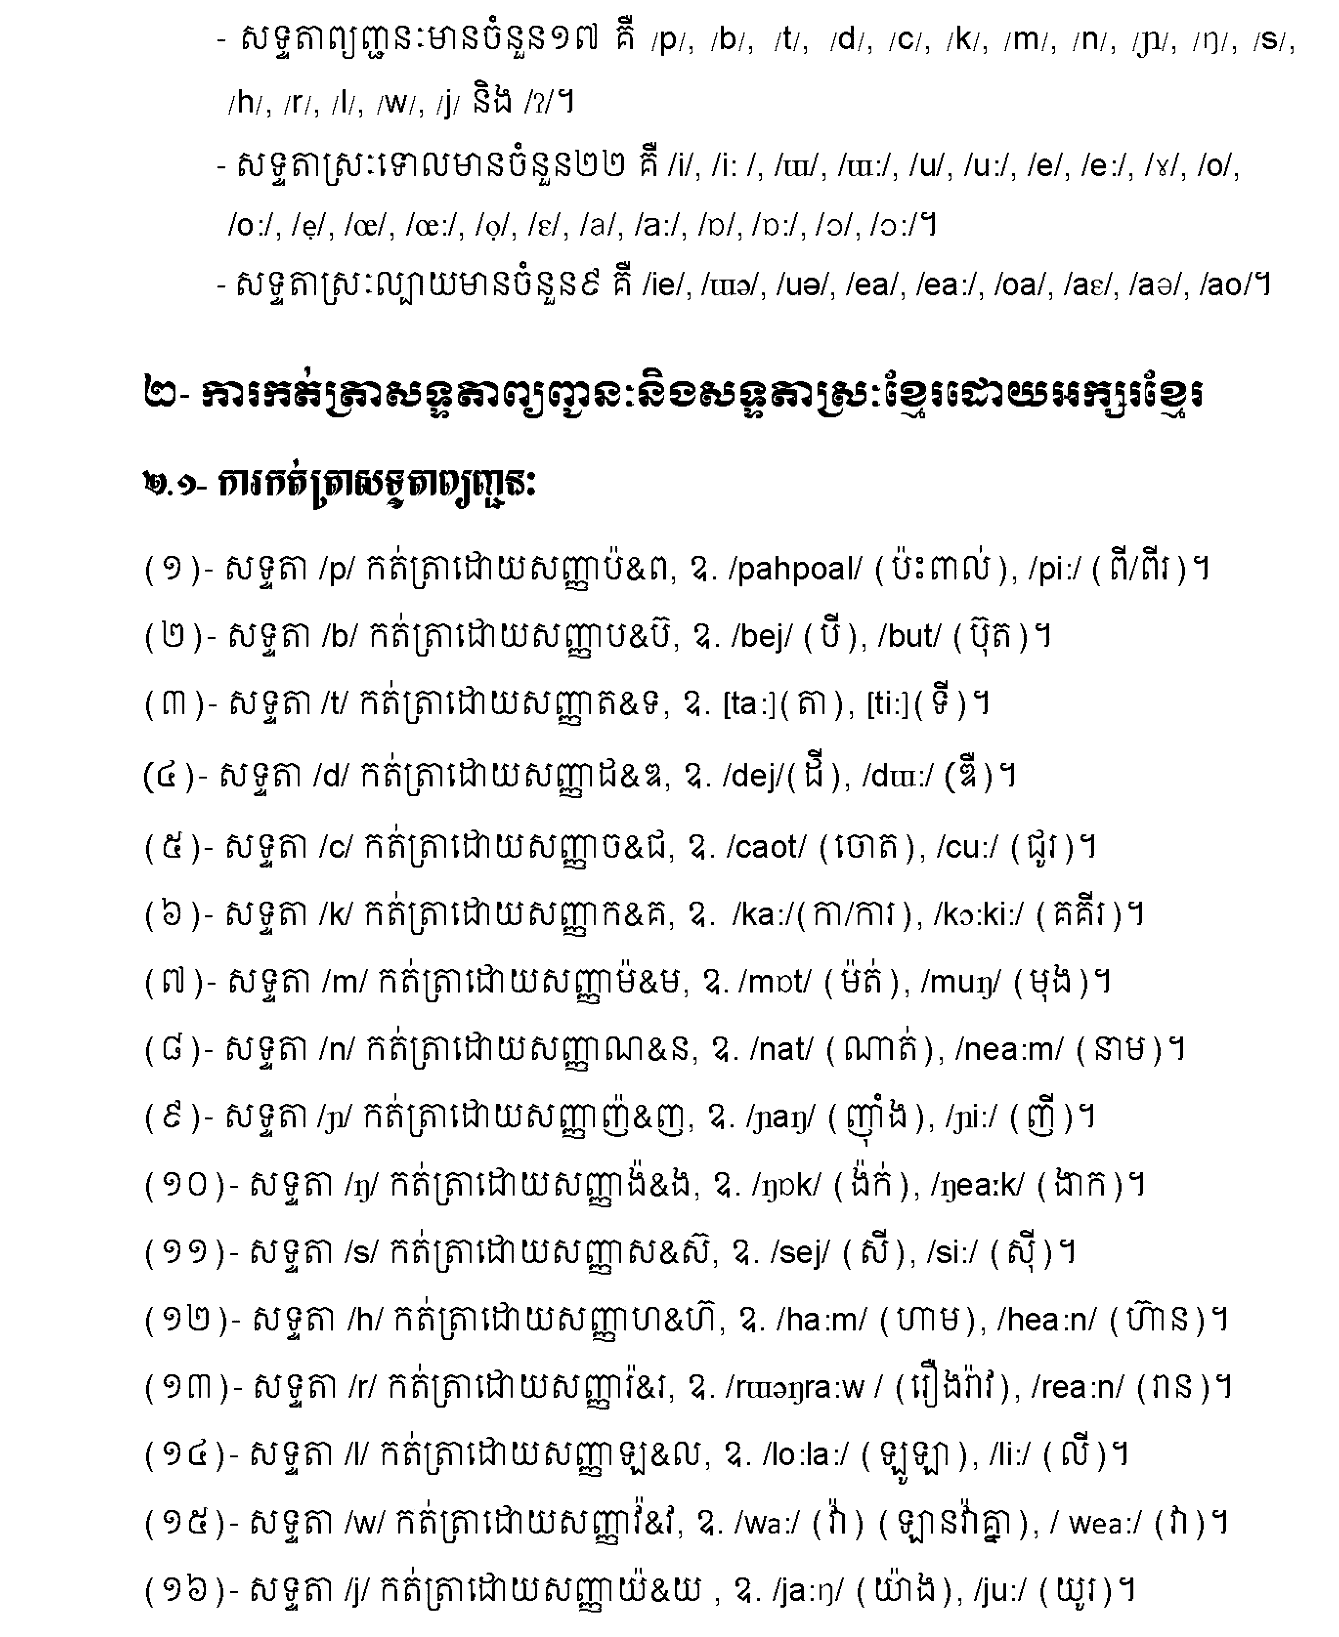 - សទ្ទតាព្យញ្ជនៈមានចំនួន១៧ គឺ /p/, /b/, /t/, /d/, /c/, /k/, /m/, /n/, /ɲ/, /ŋ/, /s/,
/h/, /r/, /l/, /w/, /j/ និង /ʔ/។
- សទ្ទតាស្រៈទោលមានចំនួន២២ គឺ /i/, /i: /, /ɯ/, /ɯ:/, /u/, /u:/, /e/, /e:/, /ɤ/, /o/,
/o:/, /ẹ/, /œ/, /œ:/, /ọ/, /ɛ/, /a/, /a:/, /ɒ/, /ɒ:/, /ɔ/, /ɔ:/។
- សទ្ទតាស្រៈល្បាយមានចំនួន៩ គឺ /ie/, /ɯə/, /uə/, /ea/, /ea:/, /oa/, /aɛ/, /aə/, /ao/។
២- ការកត់ត្រាសទ្ទតាព្យញ្ជនៈនិងសទ្ទតាស្រៈខ្មែរដោយអក្សរខ្មែរ
២.១- ការកត់ត្រាសទ្ទតាព្យញ្ជនៈ
(១)- សទ្ទតា /p/ កត់ត្រាដោយសញ្ញាប៉&ព, ឧ. /pahpoal/ (ប៉ះពាល់), /pi:/ (ពី/ពីរ)។
(២)- សទ្ទតា /b/ កត់ត្រាដោយសញ្ញាប&ប៊, ឧ. /bej/ (បី), /but/ (ប៊ុត)។
(៣)- សទ្ទតា /t/ កត់ត្រាដោយសញ្ញាត&ទ, ឧ. [ta:](តា), [ti:](ទី)។
(៤)- សទ្ទតា /d/ កត់ត្រាដោយសញ្ញាដ&ឌ, ឧ. /dej/(ដី), /dɯ:/ (ឌឺ)។
(៥)- សទ្ទតា /c/ កត់ត្រាដោយសញ្ញាច&ជ, ឧ. /caot/ (ចោត), /cu:/ (ជូរ)។
(៦)- សទ្ទតា /k/ កត់ត្រាដោយសញ្ញាក&គ, ឧ. /ka:/(កា/ការ), /kɔ:ki:/ (គគីរ)។
(៧)- សទ្ទតា /m/ កត់ត្រាដោយសញ្ញាម៉&ម, ឧ. /mɒt/ (ម៉ត់), /muŋ/ (មុង)។
(៨)- សទ្ទតា /n/ កត់ត្រាដោយសញ្ញាណ&ន, ឧ. /nat/ (ណាត់), /nea:m/ (នាម)។
(៩)- សទ្ទតា /ɲ/ កត់ត្រាដោយសញ្ញាញ៉&ញ, ឧ. /ɲaŋ/ (ញ៉ាំង), /ɲi:/ (ញី)។
(១០)- សទ្ទតា /ŋ/ កត់ត្រាដោយសញ្ញាង៉&ង, ឧ. /ŋɒk/ (ង៉ក់), /ŋea:k/ (ងាក)។
(១១)- សទ្ទតា /s/ កត់ត្រាដោយសញ្ញាស&ស៊, ឧ. /sej/ (សី), /si:/ (ស៊ី)។
(១២)- សទ្ទតា /h/ កត់ត្រាដោយសញ្ញាហ&ហ៊, ឧ. /ha:m/ (ហាម), /hea:n/ (ហ៊ាន)។
(១៣)- សទ្ទតា /r/ កត់ត្រាដោយសញ្ញារ៉&រ, ឧ. /rɯəŋra:w / (រឿងរ៉ាវ), /rea:n/ (រាន)។
(១៤)- សទ្ទតា /l/ កត់ត្រាដោយសញ្ញាឡ&ល, ឧ. /lo:la:/ (ឡូឡា), /li:/ (លី)។
(១៥)- សទ្ទតា /w/ កត់ត្រាដោយសញ្ញាវ៉&វ, ឧ. /wa:/ (វ៉ា) (ឡានវ៉ាគ្នា), / wea:/ (វា)។
(១៦)- សទ្ទតា /j/ កត់ត្រាដោយសញ្ញាយ៉&យ , ឧ. /ja:ŋ/ (យ៉ាង), /ju:/ (យូរ)។